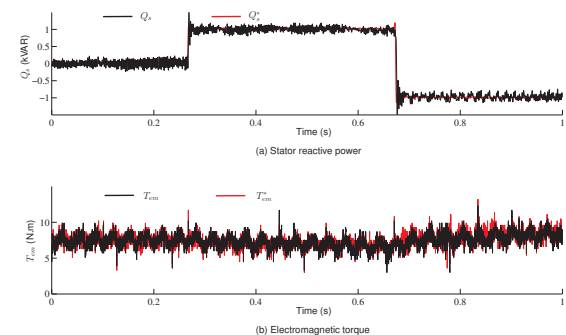 Q_s Q_s^*
1
0.5
0
−0.5
−1
Q_s (kVAR)
0 0.2 0.4 0.6 0.8 1
Time (s)
(a) Stator reactive power
T_em T_em^*
10
5
0
T_em (N.m)
0 0.2 0.4 0.6 0.8 1
Time (s)
(b) Electromagnetic torque